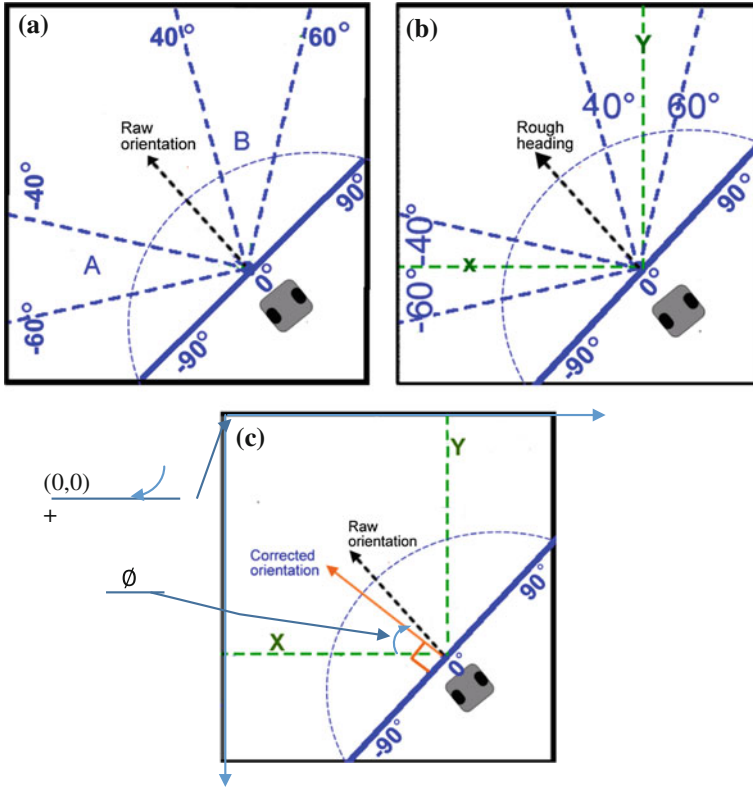 (a)
40°
60°
Raw
orientation
B
-40°
90°
A
0°
-60°
-90°
(b)
Y
40°
60°
Rough
heading
-40°
90°
x
0°
-60°
-90°
(c)
Y
(0,0)
+
Raw
orientation
Corrected
orientation
∅
90°
X
0°
-90°